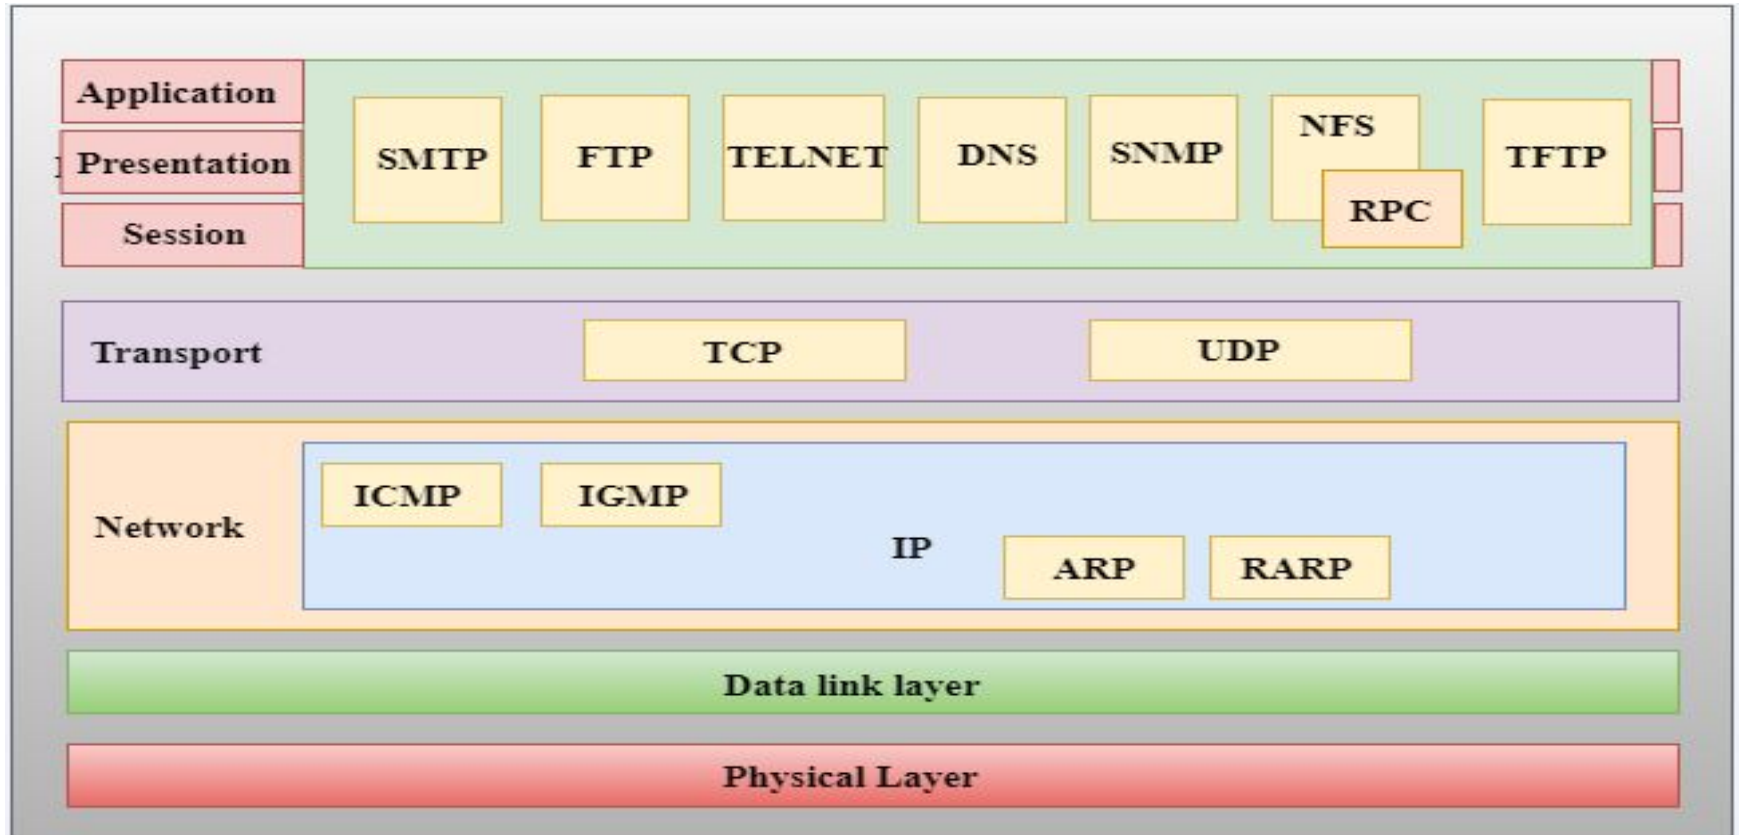 Application
Presentation
Session
SMTP
FTP
TELNET
DNS
SNMP
NFS
RPC
TFTP
Transport
TCP
UDP
Network
ICMP
IGMP
IP
ARP
RARP
Data link layer
Physical Layer